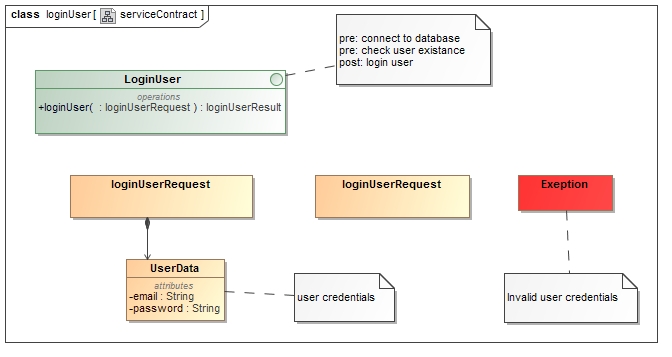 class loginUser [ serviceContract ]
pre: connect to database
pre: check user existance
post: login user
LoginUser
operations
+loginUser( : loginUserRequest ) : loginUserResult
loginUserRequest
loginUserRequest
Exeption
UserData
attributes
-email : String
-password : String
user credentials
Invalid user credentials